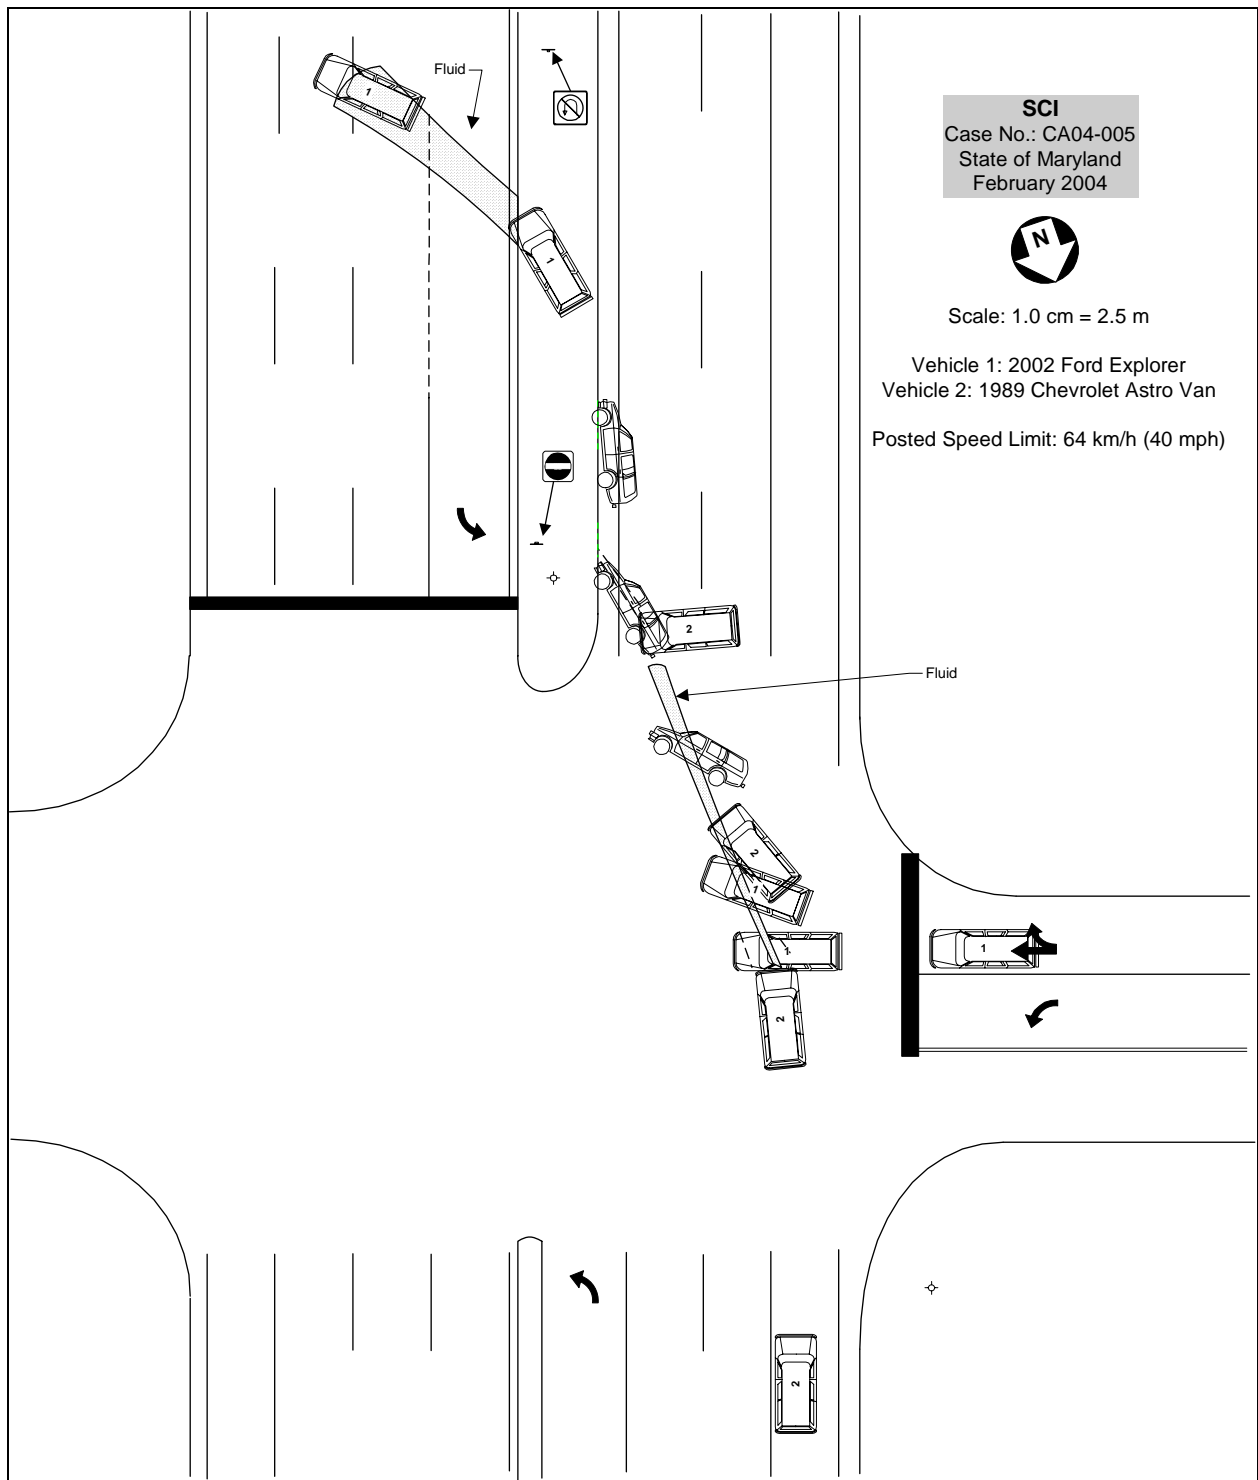 Fluid
SCI
Case No.: CA04-005
State of Maryland
February 2004
N
Scale: 1.0 cm = 2.5 m
Vehicle 1: 2002 Ford Explorer
Vehicle 2: 1989 Chevrolet Astro Van
Posted Speed Limit: 64 km/h (40 mph)
1
1
2
Fluid
2
1
1
1
2
2